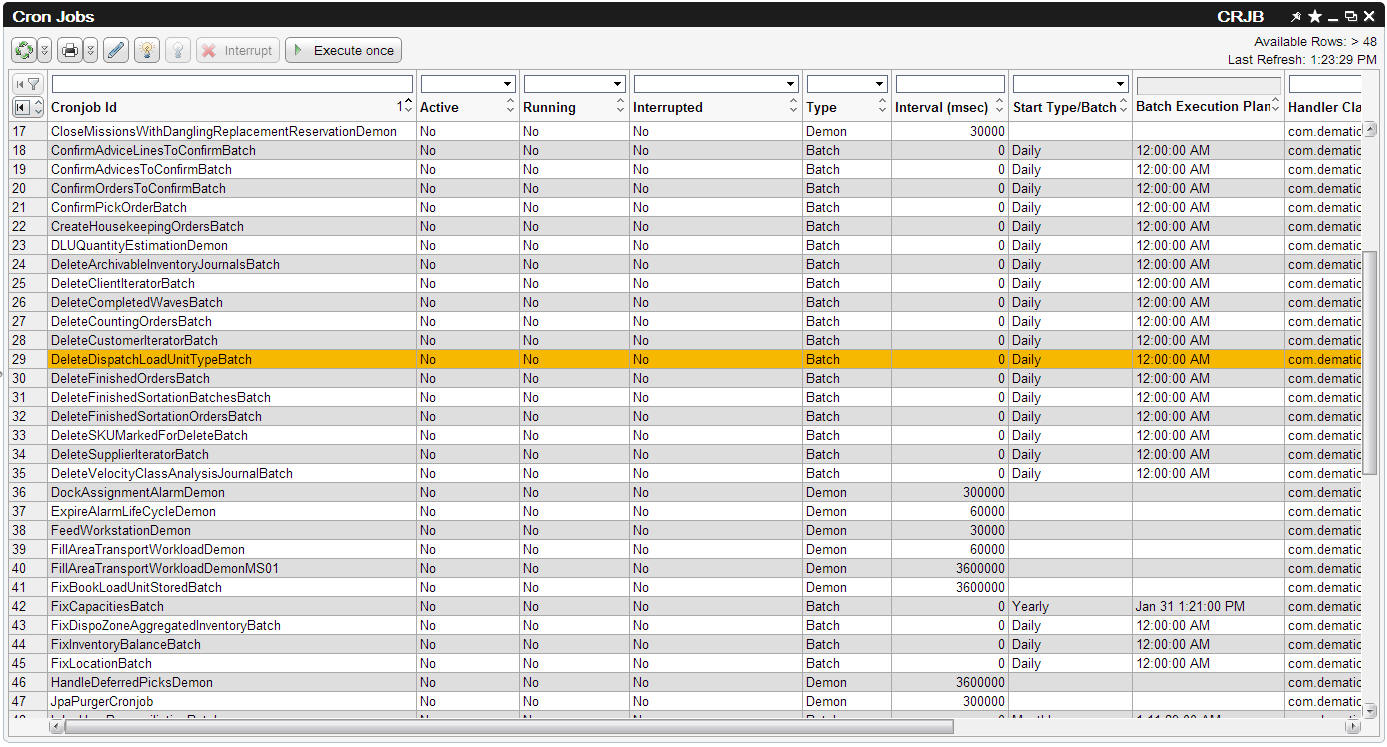 Cron Jobs CRJB
Interrupt Execute once Available Rows: > 48
Last Refresh: 1:23:29 PM
Cronjob Id 1 Active Running Interrupted Type Interval (msec) Start Type/Batch Batch Execution Plan Handler Cla
17 CloseMissionsWithDanglingReplacementReservationDemon No No No Demon 30000 com.dematic
18 ConfirmAdviceLinesToConfirmBatch No No No Batch 0 Daily 12:00:00 AM com.dematic
19 ConfirmAdvicesToConfirmBatch No No No Batch 0 Daily 12:00:00 AM com.dematic
20 ConfirmOrdersToConfirmBatch No No No Batch 0 Daily 12:00:00 AM com.dematic
21 ConfirmPickOrderBatch No No No Batch 0 Daily 12:00:00 AM com.dematic
22 CreateHousekeepingOrdersBatch No No No Batch 0 Daily 12:00:00 AM com.dematic
23 DLUQuantityEstimationDemon No No No Batch 0 Daily 12:00:00 AM com.dematic
24 DeleteArchivableInventoryJournalsBatch No No No Batch 0 Daily 12:00:00 AM com.dematic
25 DeleteClientIteratorBatch No No No Batch 0 Daily 12:00:00 AM com.dematic
26 DeleteCompletedWavesBatch No No No Batch 0 Daily 12:00:00 AM com.dematic
27 DeleteCountingOrdersBatch No No No Batch 0 Daily 12:00:00 AM com.dematic
28 DeleteCustomerIteratorBatch No No No Batch 0 Daily 12:00:00 AM com.dematic
29 DeleteDispatchLoadUnitTypeBatch No No No Batch 0 Daily 12:00:00 AM com.dematic
30 DeleteFinishedOrdersBatch No No No Batch 0 Daily 12:00:00 AM com.dematic
31 DeleteFinishedSortationBatchesBatch No No No Batch 0 Daily 12:00:00 AM com.dematic
32 DeleteFinishedSortationOrdersBatch No No No Batch 0 Daily 12:00:00 AM com.dematic
33 DeleteSKUMarkedForDeleteBatch No No No Batch 0 Daily 12:00:00 AM com.dematic
34 DeleteSupplierIteratorBatch No No No Batch 0 Daily 12:00:00 AM com.dematic
35 DeleteVelocityClassAnalysisJournalBatch No No No Batch 0 Daily 12:00:00 AM com.dematic
36 DockAssignmentAlarmDemon No No No Demon 300000 com.dematic
37 ExpireAlarmLifeCycleDemon No No No Demon 60000 com.dematic
38 FeedWorkstationDemon No No No Demon 30000 com.dematic
39 FillAreaTransportWorkloadDemon No No No Demon 60000 com.dematic
40 FillAreaTransportWorkloadDemonMS01 No No No Demon 3600000 com.dematic
41 FixBookLoadUnitStoredBatch No No No Demon 3600000 com.dematic
42 FixCapacitiesBatch No No No Batch 0 Yearly Jan 31 1:21:00 PM com.dematic
43 FixDispoZoneAggregatedInventoryBatch No No No Batch 0 Daily 12:00:00 AM com.dematic
44 FixInventoryBalanceBatch No No No Batch 0 Daily 12:00:00 AM com.dematic
45 FixLocationBatch No No No Batch 0 Daily 12:00:00 AM com.dematic
46 HandleDeferredPicksDemon No No No Demon 3600000 com.dematic
47 JpaPurgerCronjob No No No Demon 300000 com.dematic